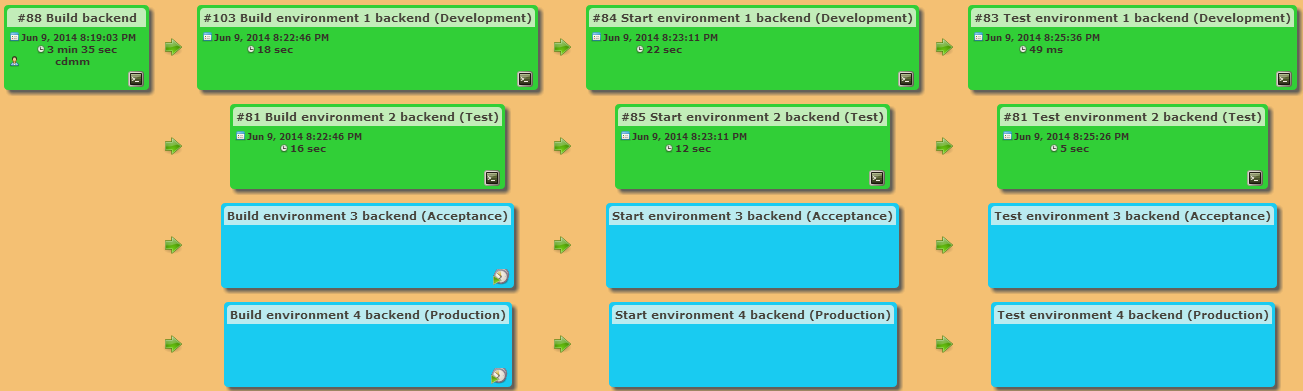 #88 Build backend
Jun 9, 2014 8:19:03 PM
3 min 35 sec
cdmm
#103 Build environment 1 backend (Development)
Jun 9, 2014 8:22:46 PM
18 sec
#84 Start environment 1 backend (Development)
Jun 9, 2014 8:23:11 PM
22 sec
#83 Test environment 1 backend (Development)
Jun 9, 2014 8:25:36 PM
49 ms
#81 Build environment 2 backend (Test)
Jun 9, 2014 8:22:46 PM
16 sec
#85 Start environment 2 backend (Test)
Jun 9, 2014 8:23:11 PM
12 sec
#81 Test environment 2 backend (Test)
Jun 9, 2014 8:25:26 PM
5 sec
Build environment 3 backend (Acceptance)
Start environment 3 backend (Acceptance)
Test environment 3 backend (Acceptance)
Build environment 4 backend (Production)
Start environment 4 backend (Production)
Test environment 4 backend (Production)